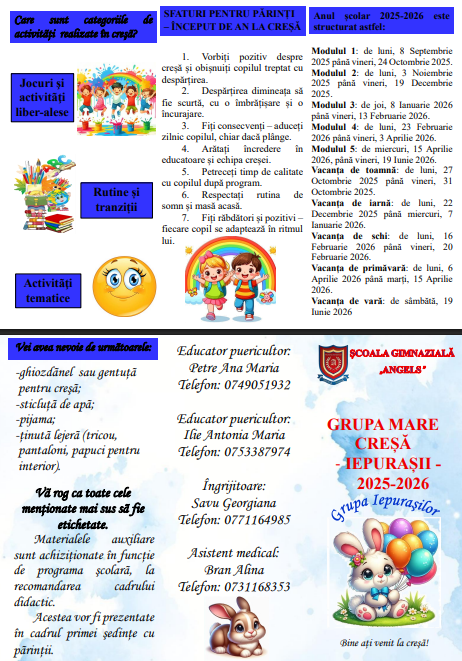 Care sunt categoriile de
activități realizate în creșă?
Jocuri și
activități
liber-alese
Rutine și
tranziții
Activități
tematice
SFATURI PENTRU PĂRINȚI
– ÎNCEPUT DE AN LA CREȘĂ
1. Vorbiți pozitiv despre
creșă și obișnuiți copilul treptat cu
despărțirea.
2. Despărțirea dimineața să
fie scurtă, cu o îmbrățișare și o
încurajare.
3. Fiți consecvenți – aduceți
zilnic copilul, chiar dacă plânge.
4. Arătați încredere în
educatoare și echipa creșei.
5. Petreceți timp de calitate
cu copilul după program.
6. Respectați rutina de
somn și masă acasă.
7. Fiți răbdători și pozitivi –
fiecare copil se adaptează în ritmul
lui.
Anul școlar 2025-2026 este
structurat astfel:
Modulul 1: de luni, 8 Septembrie
2025 până vineri, 24 Octombrie 2025.
Modulul 2: de luni, 3 Noiembrie
2025 până vineri, 19 Decembrie
2025.
Modulul 3: de joi, 8 Ianuarie 2026
până vineri, 13 Februarie 2026.
Modulul 4: de luni, 23 Februarie
2026 până vineri, 3 Aprilie 2026.
Modulul 5: de miercuri, 15 Aprilie
2026, până vineri, 19 Iunie 2026.
Vacanța de toamnă: de luni, 27
Octombrie 2025 până vineri, 31
Octombrie 2025.
Vacanța de iarnă: de luni, 22
Decembrie 2025 până miercuri, 7
Ianuarie 2026.
Vacanța de schi: de luni, 16
Februarie 2026 până vineri, 20
Februarie 2026.
Vacanța de primăvară: de luni, 6
Aprilie 2026 până marți, 15 Aprilie
2026.
Vacanța de vară: de sâmbătă, 19
Iunie 2026
Vei avea nevoie de următoarele:
-ghiozdănel sau gentuță
pentru creșă;
-sticluță de apă;
-pijama;
-ținută lejeră (tricou,
pantaloni, papuci pentru
interior).
Vă rog ca toate cele
menționate mai sus să fie
etichetate.
Materialele auxiliare
sunt achiziționate în funcție
de programa școlară, la
recomandarea cadrului
didactic.
Acestea vor fi prezentate
în cadrul primei ședințe cu
părinții.
Educator puericultor:
Petre Ana Maria
Telefon: 0749051932
Educator puericultor:
Ilie Antonia Maria
Telefon: 0753387974
Îngrijitoare:
Savu Georgiana
Telefon: 0771164985
Asistent medical:
Bran Alina
Telefon: 0731168353
ȘCOALA GIMNAZIALĂ
„ANGELS”
GRUPA MARE
CREȘĂ
- IEPURAȘII -
2025-2026
Grupa Iepurașilor
Bine ați venit la creșă!